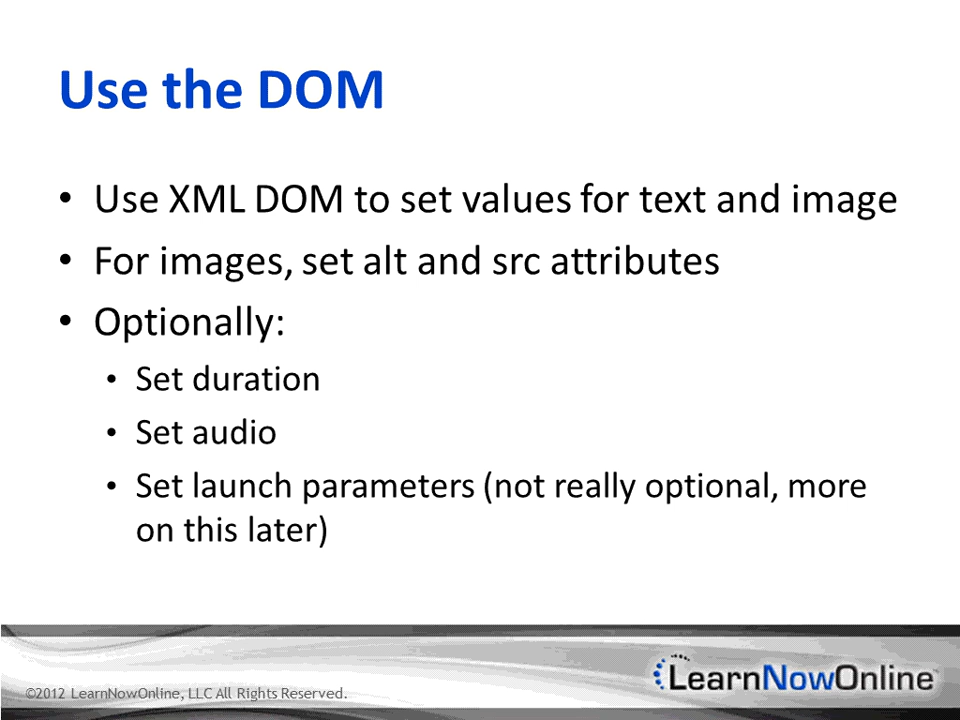 Use the DOM
• Use XML DOM to set values for text and image
• For images, set alt and src attributes
• Optionally:
• Set duration
• Set audio
• Set launch parameters (not really optional, more
on this later)
©2012 LearnNowOnline, LLC All Rights Reserved.
LearnNowOnline